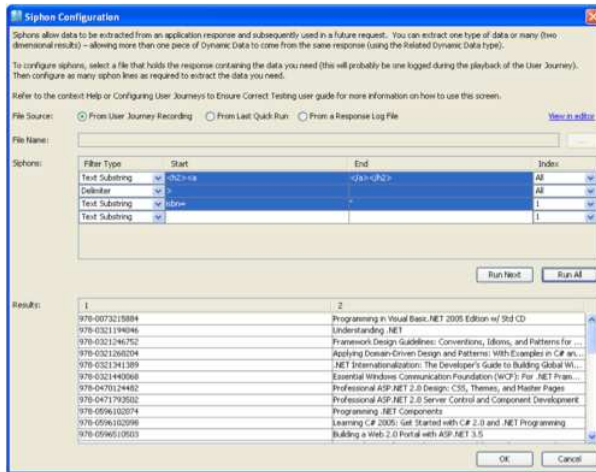 Siphon Configuration
Siphons allow data to be extracted from an application response and subsequently used in a future request. You can extract one type of data or many (two
dimensional results) – allowing more than one piece of Dynamic Data to come from the same response (using the Related Dynamic Data type).
To configure siphons, select a file that holds the response containing the data you need (this will probably be one logged during the playback of the User Journey).
Then configure as many siphon lines as required to extract the data you need.
Refer to the context Help or Configuring User Journeys to Ensure Correct Testing user guide for more information on how to use this screen.
File Source: From User Journey Recording From Last Quick Run From a Response Log File View in editor
File Name: ...
Siphons: Filter Type Start End Index
Text Substring <h2><a </a></h2> All
Delimiter > All
Text Substring isbn= " 1
Text Substring 1
Run Next Run All
Results: 1 2
978-0073215884 Programming in Visual Basic.NET 2005 Edition w/ Std CD
978-0321194046 Understanding .NET
978-0321246752 Framework Design Guidelines: Conventions, Idioms, and Patterns for ...
978-0321268204 Applying Domain-Driven Design and Patterns: With Examples in C# an...
978-0321341389 .NET Internationalization: The Developer's Guide to Building Global Wi...
978-0321440068 Essential Windows Communication Foundation (WCF): For .NET Fram...
978-0470124482 Professional ASP.NET 2.0 Design: CSS, Themes, and Master Pages
978-0471793502 Professional ASP.NET 2.0 Server Control and Component Development
978-0596102074 Programming .NET Components
978-0596102098 Learning C# 2005: Get Started with C# 2.0 and .NET Programming
978-0596510503 Building a Web 2.0 Portal with ASP.NET 3.5
OK Cancel